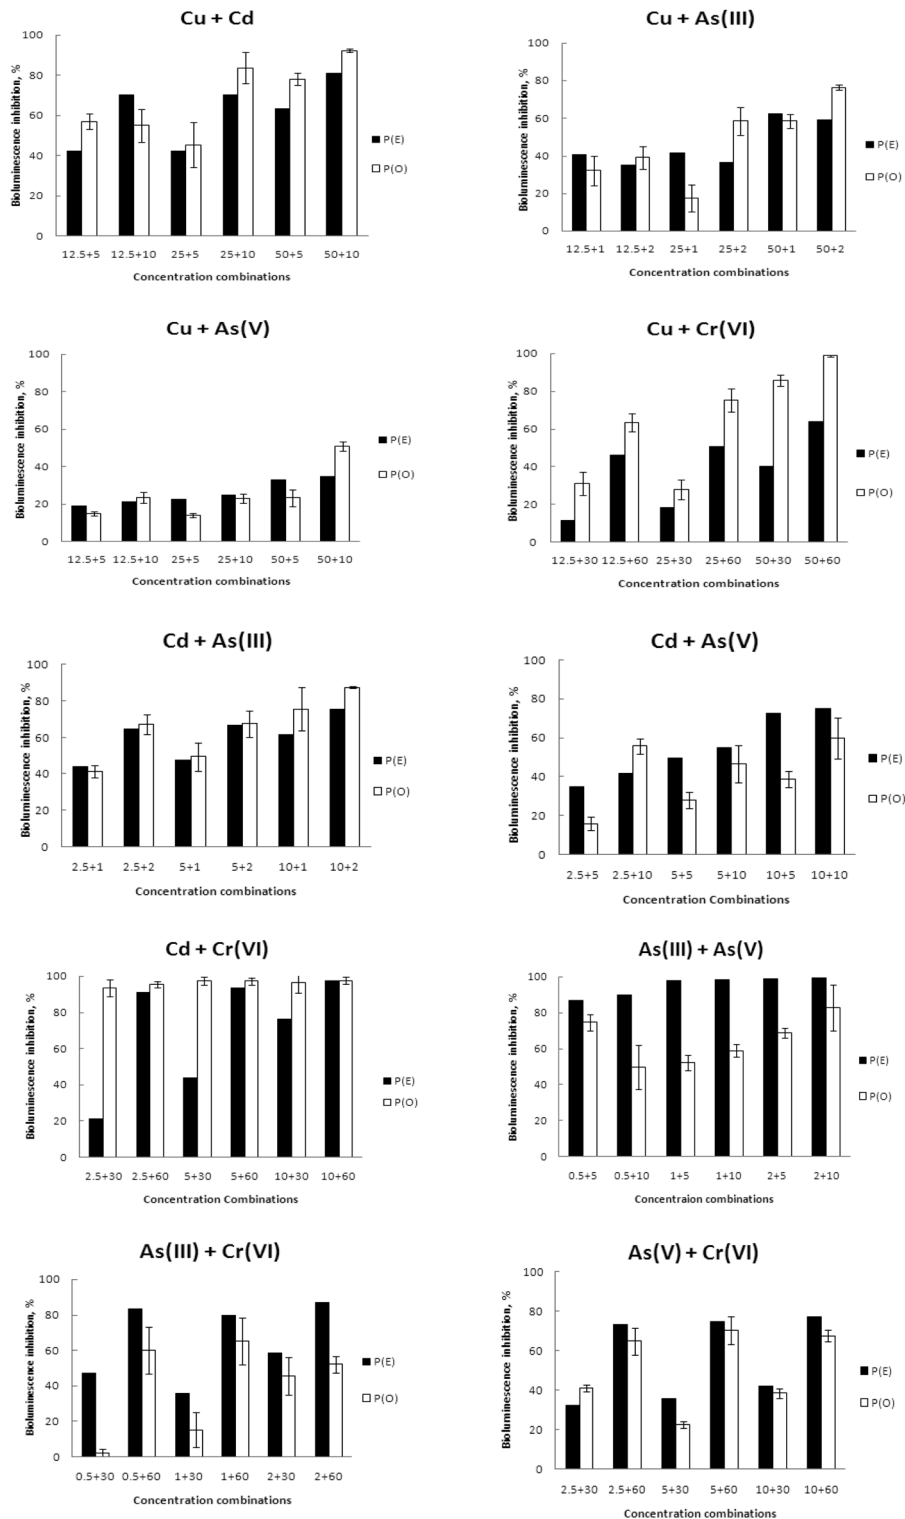 Cu + Cd
Bioluminescence inhibition, %
100
80
60
40
20
0
12.5+5 12.5+10 25+5 25+10 50+5 50+10
Concentration combinations
P(E)
P(O)
Cu + As(III)
Bioluminescence inhibition, %
100
80
60
40
20
0
12.5+1 12.5+2 25+1 25+2 50+1 50+2
Concentration combinations
P(E)
P(O)
Cu + As(V)
Bioluminescence inhibition, %
100
80
60
40
20
0
12.5+5 12.5+10 25+5 25+10 50+5 50+10
Concentration combinations
P(E)
P(O)
Cu + Cr(VI)
Bioluminescence inhibition, %
100
80
60
40
20
0
12.5+30 12.5+60 25+30 25+60 50+30 50+60
Concentration combinations
P(E)
P(O)
Cd + As(III)
Bioluminescence inhibition, %
100
80
60
40
20
0
2.5+1 2.5+2 5+1 5+2 10+1 10+2
Concentration combinations
P(E)
P(O)
Cd + As(V)
Bioluminescence inhibition, %
100
80
60
40
20
0
2.5+5 2.5+10 5+5 5+10 10+5 10+10
Concentration Combinations
P(E)
P(O)
Cd + Cr(VI)
Bioluminescence inhibition, %
100
80
60
40
20
0
2.5+30 2.5+60 5+30 5+60 10+30 10+60
Concentration Combinations
P(E)
P(O)
As(III) + As(V)
Bioluminescence inhibition, %
100
80
60
40
20
0
0.5+5 0.5+10 1+5 1+10 2+5 2+10
Concentraion combinations
P(E)
P(O)
As(III) + Cr(VI)
Bioluminescence inhibition, %
100
80
60
40
20
0
0.5+30 0.5+60 1+30 1+60 2+30 2+60
Concentration combinations
P(E)
P(O)
As(V) + Cr(VI)
Bioluminescence inhibition, %
100
80
60
40
20
0
2.5+30 2.5+60 5+30 5+60 10+30 10+60
Concentration combinations
P(E)
P(O)